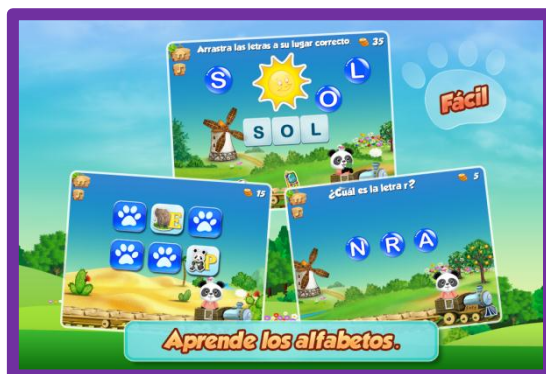 Arrastra las letras a su lugar correcto 35
S
L
O
S O L
Fácil
15
E
P
¿Cuál es la letra r? 5
N R A
Aprende los alfabetos.